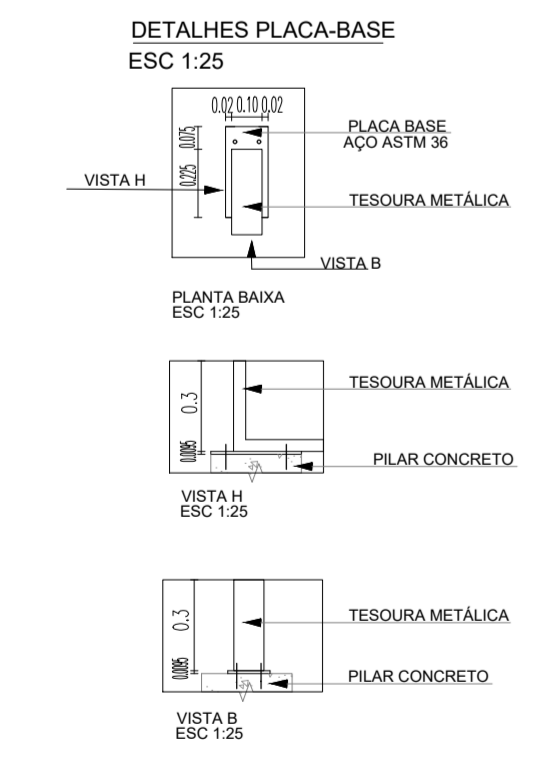 DETALHES PLACA-BASE
ESC 1:25
0.02 0.10 0.02
0.075
0.225
PLACA BASE
AÇO ASTM 36
VISTA H
TESOURA METÁLICA
VISTA B
PLANTA BAIXA
ESC 1:25
0.3
0.0095
TESOURA METÁLICA
PILAR CONCRETO
VISTA H
ESC 1:25
0.3
0.0095
TESOURA METÁLICA
PILAR CONCRETO
VISTA B
ESC 1:25